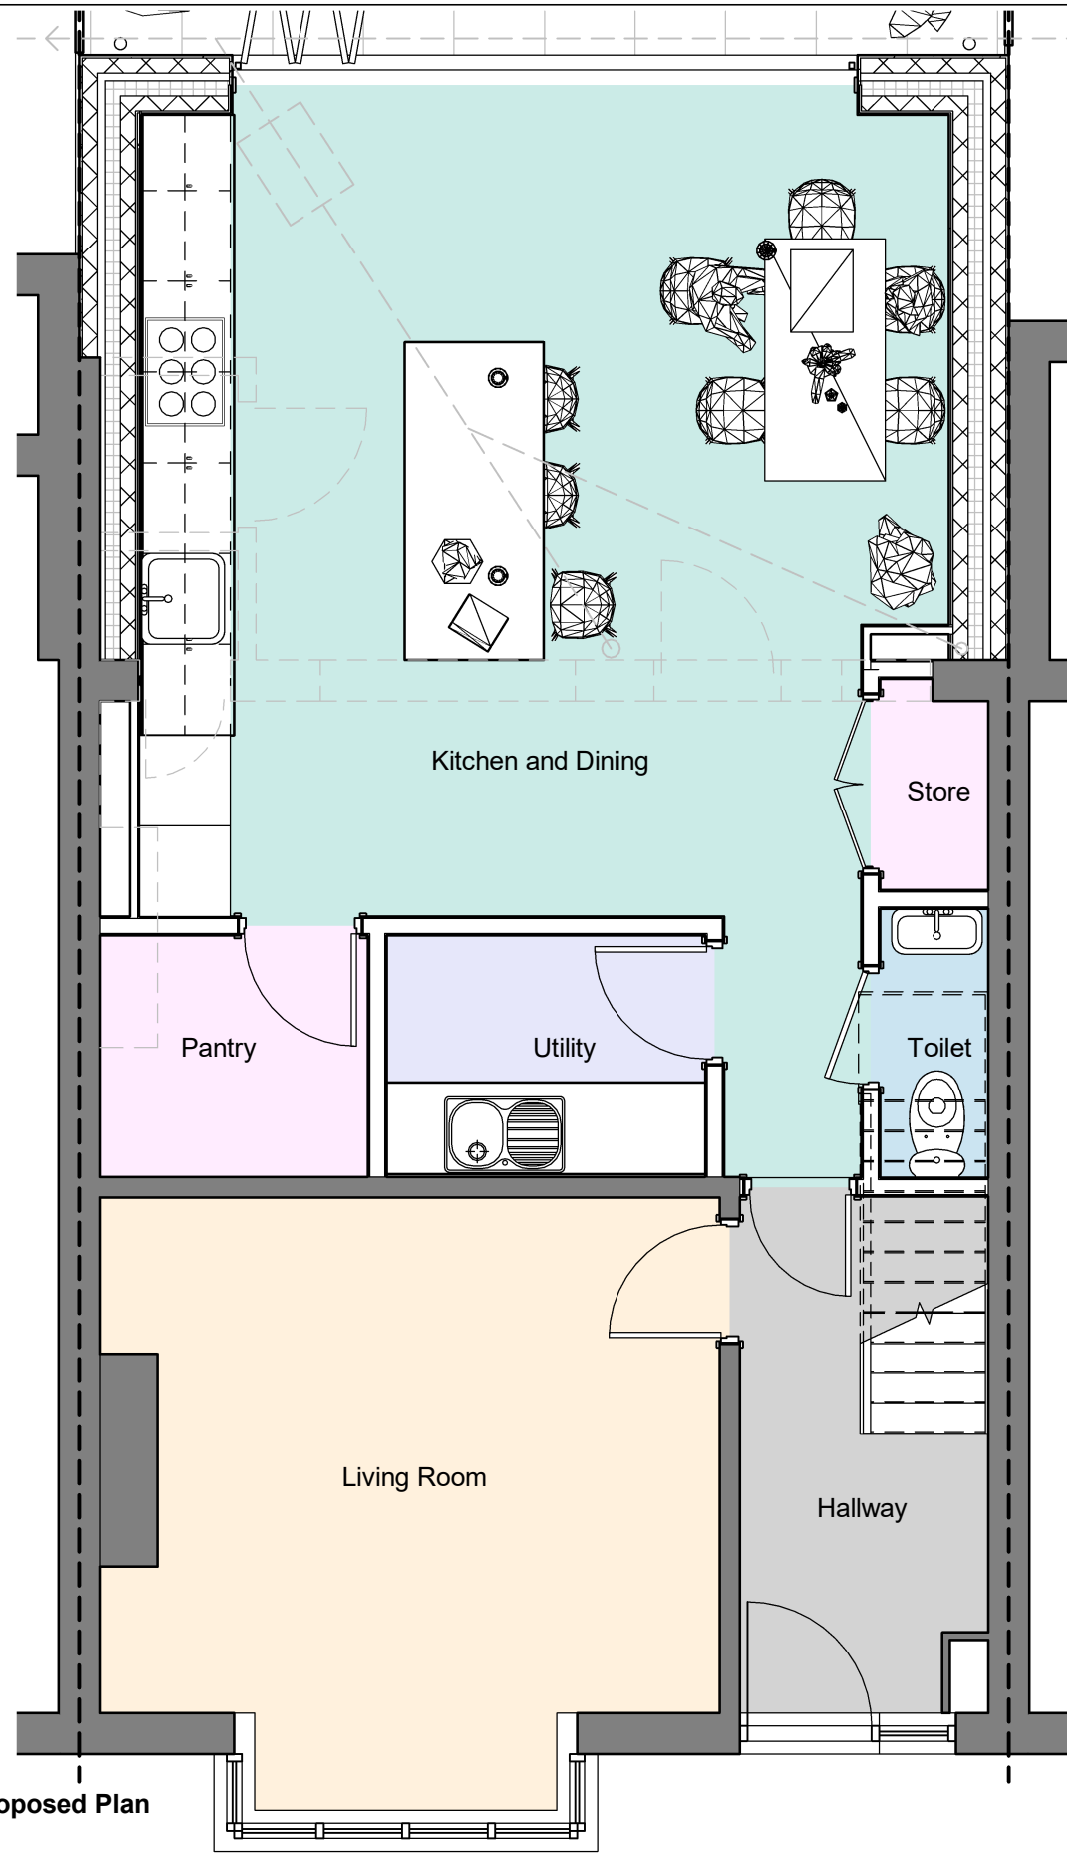 Kitchen and Dining
Store
Pantry
Utility
Toilet
Living Room
Hallway
oposed Plan